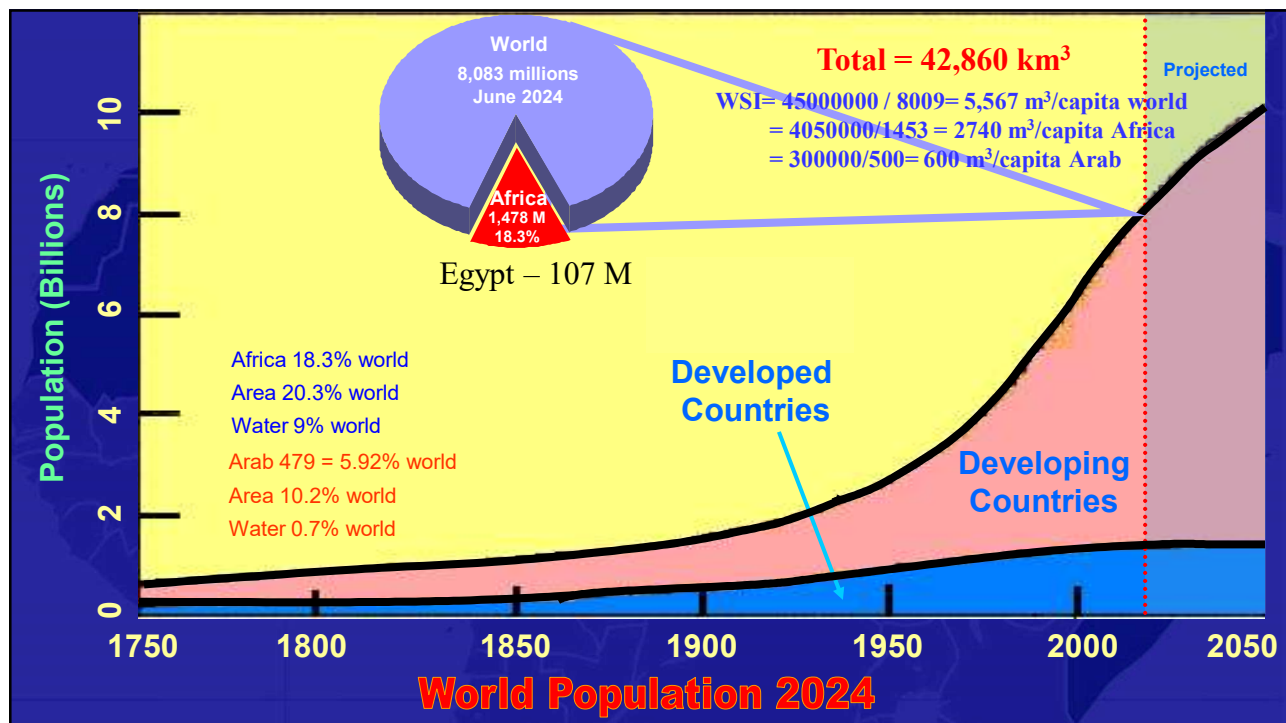 World
8,083 millions
June 2024
Africa
1,478 M
18.3%
Egypt – 107 M
Total = 42,860 km³
WSI= 45000000 / 8009= 5,567 m³/capita world
= 4050000/1453 = 2740 m³/capita Africa
= 300000/500= 600 m³/capita Arab
Projected
Population (Billions)
10
8
6
4
2
0
Africa 18.3% world
Area 20.3% world
Water 9% world
Arab 479 = 5.92% world
Area 10.2% world
Water 0.7% world
Developed
Countries
Developing
Countries
1750
1800
1850
1900
1950
2000
2050
World Population 2024